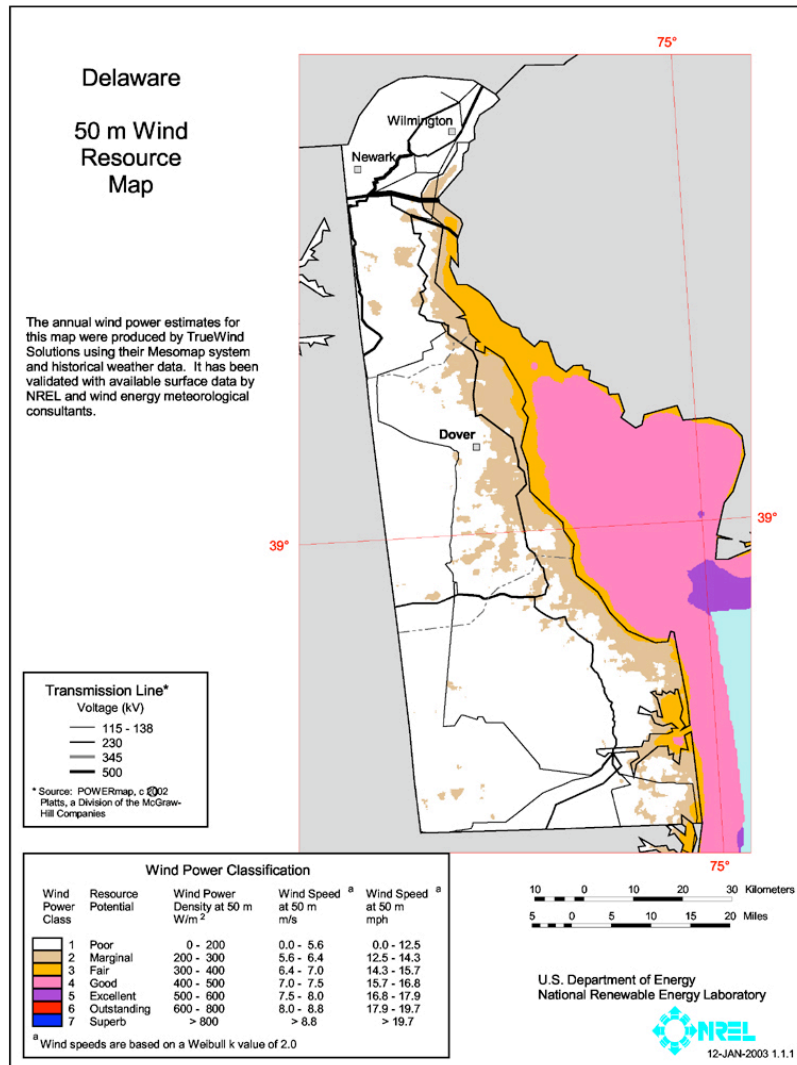 Delaware
50 m Wind
Resource
Map
The annual wind power estimates for
this map were produced by TrueWind
Solutions using their Mesomap system
and historical weather data. It has been
validated with available surface data by
NREL and wind energy meteorological
consultants.
75°
Wilmington
Newark
Dover
39°
39°
75°
Transmission Line*
Voltage (kV)
115 - 138
230
345
500
* Source: POWERmap, c 2002
Platts, a Division of the McGraw-
Hill Companies
Wind Power Classification
Wind Resource Wind Power Wind Speed a Wind Speed a
Power Potential Density at 50 m at 50 m at 50 m
Class W/m 2 m/s mph
1 Poor 0 - 200 0.0 - 5.6 0.0 - 12.5
2 Marginal 200 - 300 5.6 - 6.4 12.5 - 14.3
3 Fair 300 - 400 6.4 - 7.0 14.3 - 15.7
4 Good 400 - 500 7.0 - 7.5 15.7 - 16.8
5 Excellent 500 - 600 7.5 - 8.0 16.8 - 17.9
6 Outstanding 600 - 800 8.0 - 8.8 17.9 - 19.7
7 Superb > 800 > 8.8 > 19.7
a Wind speeds are based on a Weibull k value of 2.0
10 0 10 20 30 Kilometers
5 0 5 10 15 20 Miles
U.S. Department of Energy
National Renewable Energy Laboratory
NREL
12-JAN-2003 1.1.1